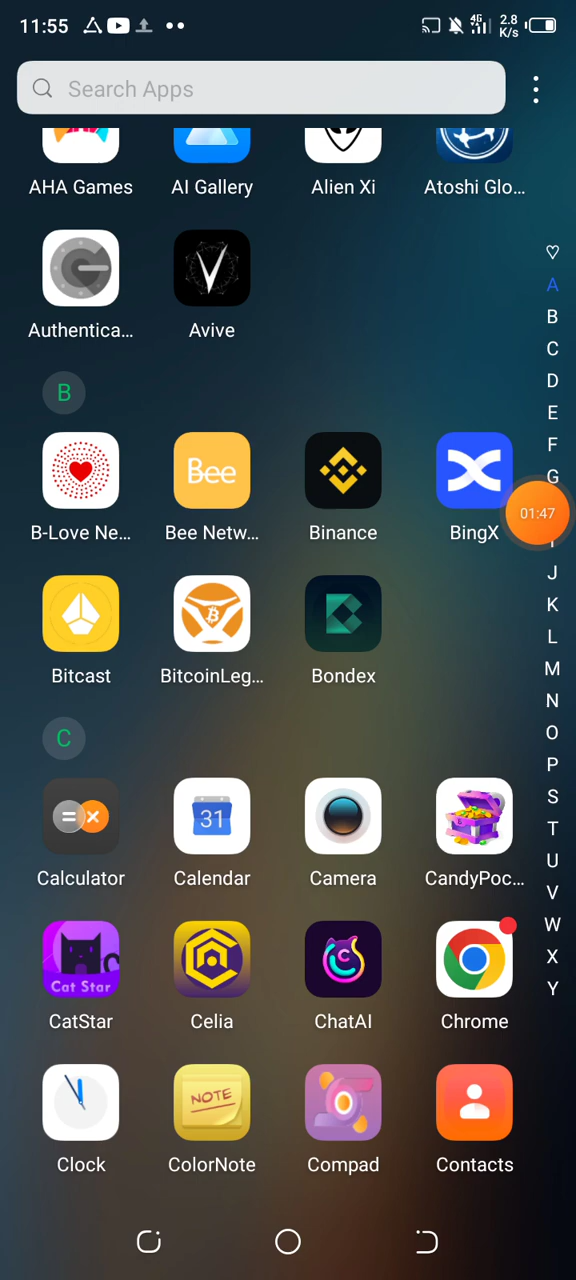 11:55
4G 2.8 K/s
Search Apps
AHA Games AI Gallery Alien Xi Atoshi Glo...
Authentica... Avive
B
Bee
B-Love Ne... Bee Netw... Binance BingX
01:47
Bitcast BitcoinLeg... Bondex
C
31
Calculator Calendar Camera CandyPoc...
Cat Star
C
CatStar Celia ChatAI Chrome
NOTE
Clock ColorNote Compad Contacts
A
B
C
D
E
F
G
J
K
L
M
N
O
P
S
T
U
V
W
X
Y